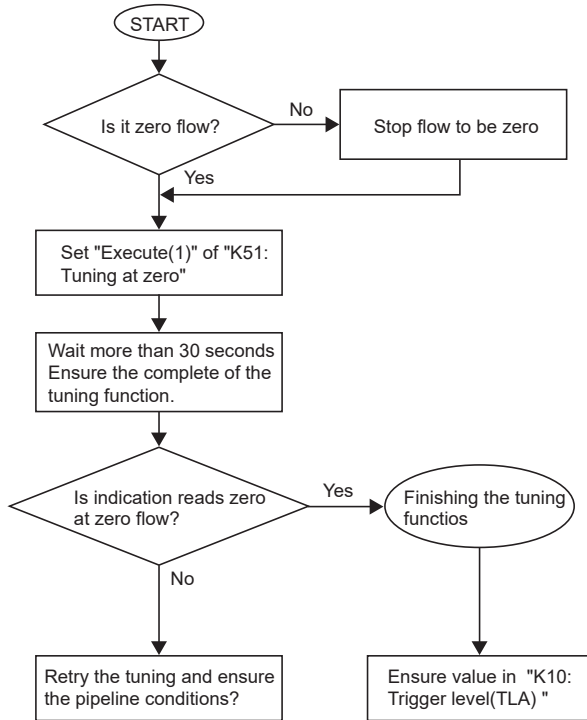 START
Is it zero flow?
No
Stop flow to be zero
Yes
Set "Execute(1)" of "K51:
Tuning at zero"
Wait more than 30 seconds
Ensure the complete of the
tuning function.
Is indication reads zero
at zero flow?
Yes
Finishing the tuning
functios
No
Retry the tuning and ensure
the pipeline conditions?
Ensure value in "K10:
Trigger level(TLA) "